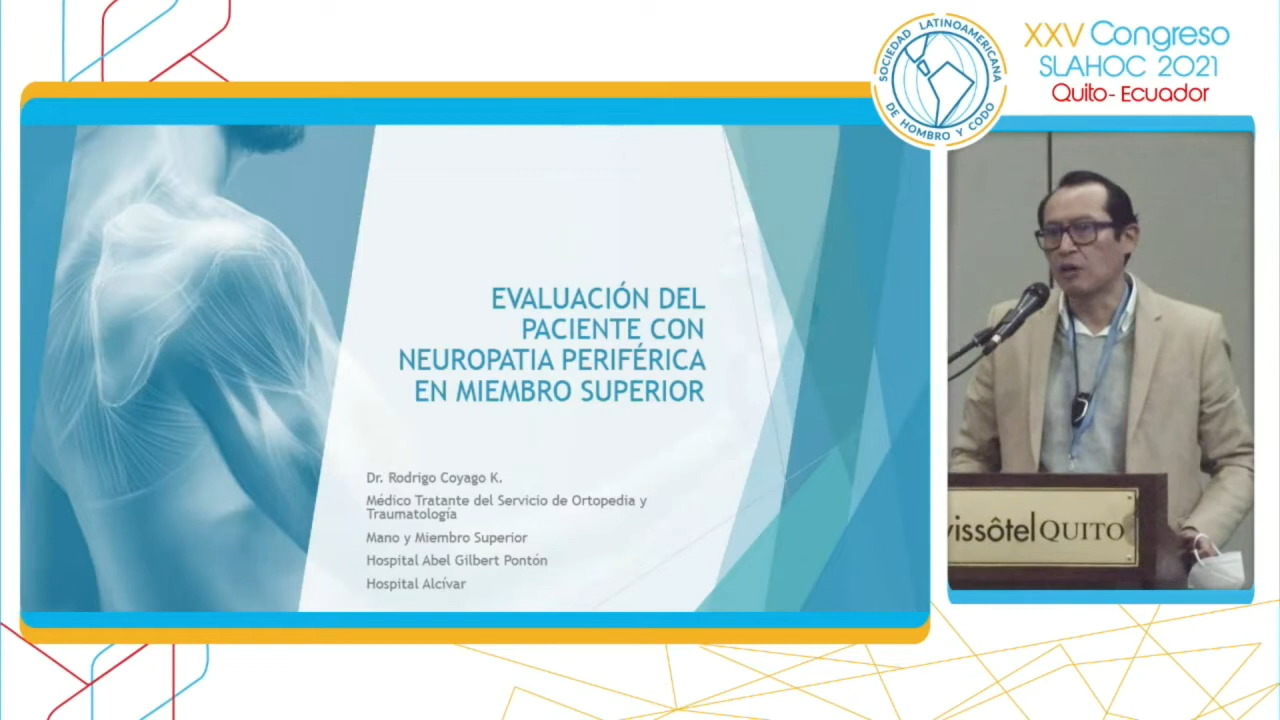 SOCIEDAD LATINOAMERICANA
DE HOMBRO Y CODO
XXV Congreso
SLAHOC 2021
Quito- Ecuador
EVALUACIÓN DEL
PACIENTE CON
NEUROPATIA PERIFÉRICA
EN MIEMBRO SUPERIOR
Dr. Rodrigo Coyago K.
Médico Tratante del Servicio de Ortopedia y
Traumatología
Mano y Miembro Superior
Hospital Abel Gilbert Pontón
Hospital Alcívar
vissôtel QUITO